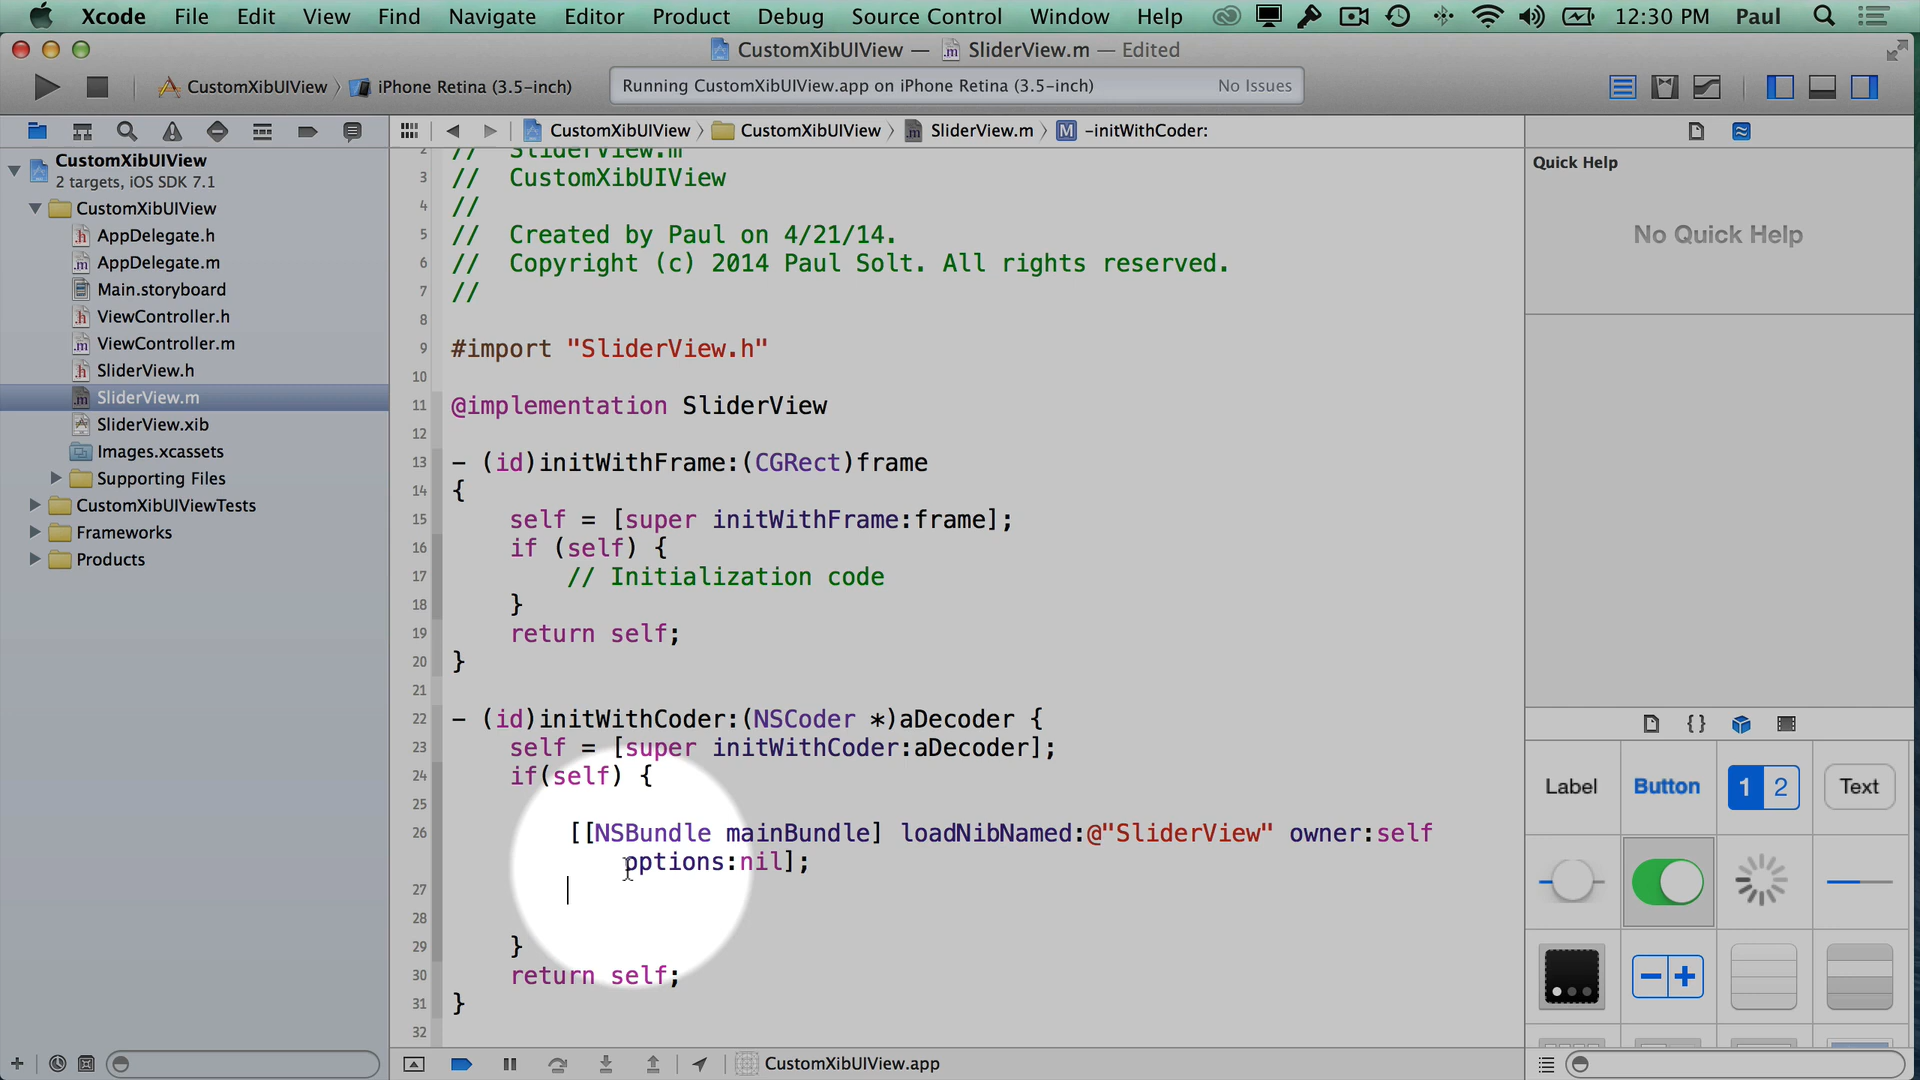 Xcode File Edit View Find Navigate Editor Product Debug Source Control Window Help 12:30 PM Paul
CustomXibUIView — SliderView.m — Edited
CustomXibUIView iPhone Retina (3.5-inch)
Running CustomXibUIView.app on iPhone Retina (3.5-inch) No Issues
CustomXibUIView CustomXibUIView SliderView.m M -initWithCoder:
CustomXibUIView
2 targets, iOS SDK 7.1
CustomXibUIView
AppDelegate.h
AppDelegate.m
Main.storyboard
ViewController.h
ViewController.m
SliderView.h
SliderView.m
SliderView.xib
Images.xcassets
Supporting Files
CustomXibUIViewTests
Frameworks
Products
2 // SliderView.m
3 // CustomXibUIView
4 //
5 // Created by Paul on 4/21/14.
6 // Copyright (c) 2014 Paul Solt. All rights reserved.
7 //
8
9 #import "SliderView.h"
10
11 @implementation SliderView
12
13 - (id)initWithFrame:(CGRect)frame
14 {
15 self = [super initWithFrame:frame];
16 if (self) {
17 // Initialization code
18 }
19 return self;
20 }
21
22 - (id)initWithCoder:(NSCoder *)aDecoder {
23 self = [super initWithCoder:aDecoder];
24 if(self) {
25
26 [[NSBundle mainBundle] loadNibNamed:@"SliderView" owner:self
options:nil];
27
28
29 }
30 return self;
31 }
32
Quick Help
No Quick Help
{ }
Label Button 1 2 Text
CustomXibUIView.app